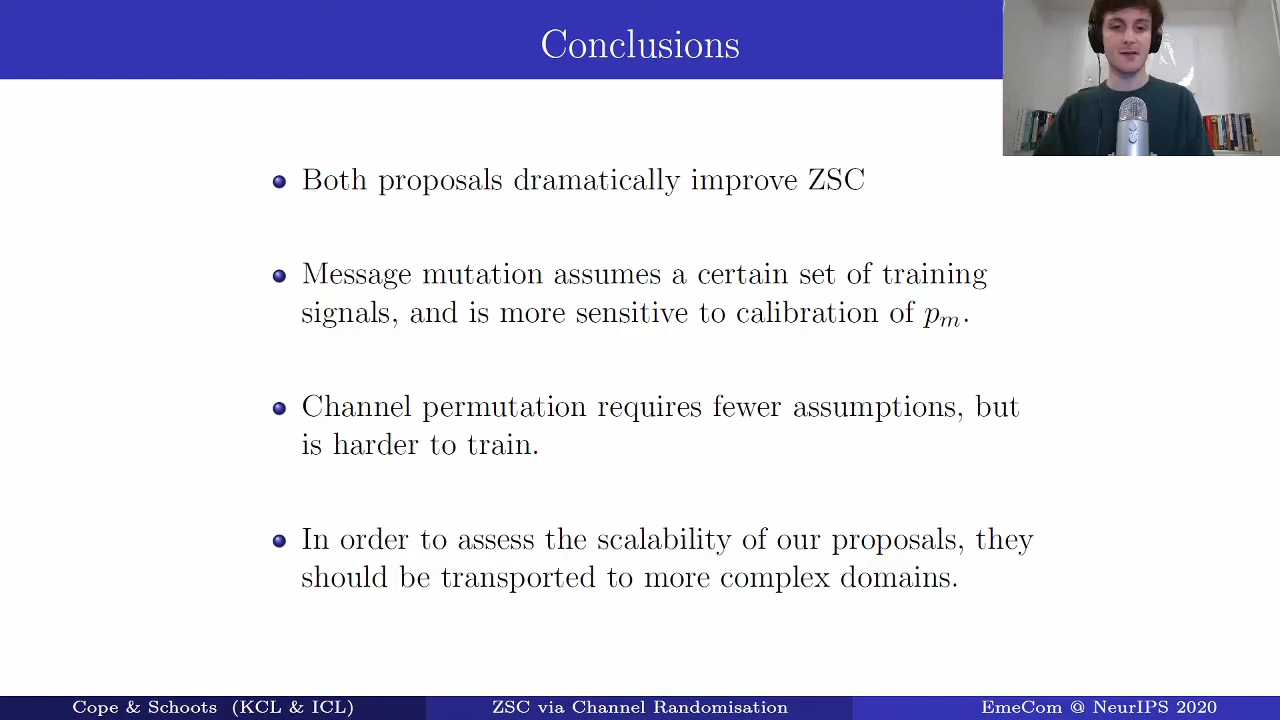 Conclusions
Both proposals dramatically improve ZSC
Message mutation assumes a certain set of training
signals, and is more sensitive to calibration of pₘ.
Channel permutation requires fewer assumptions, but
is harder to train.
In order to assess the scalability of our proposals, they
should be transported to more complex domains.
Cope & Schoots (KCL & ICL)
ZSC via Channel Randomisation
EmeCom @ NeurIPS 2020